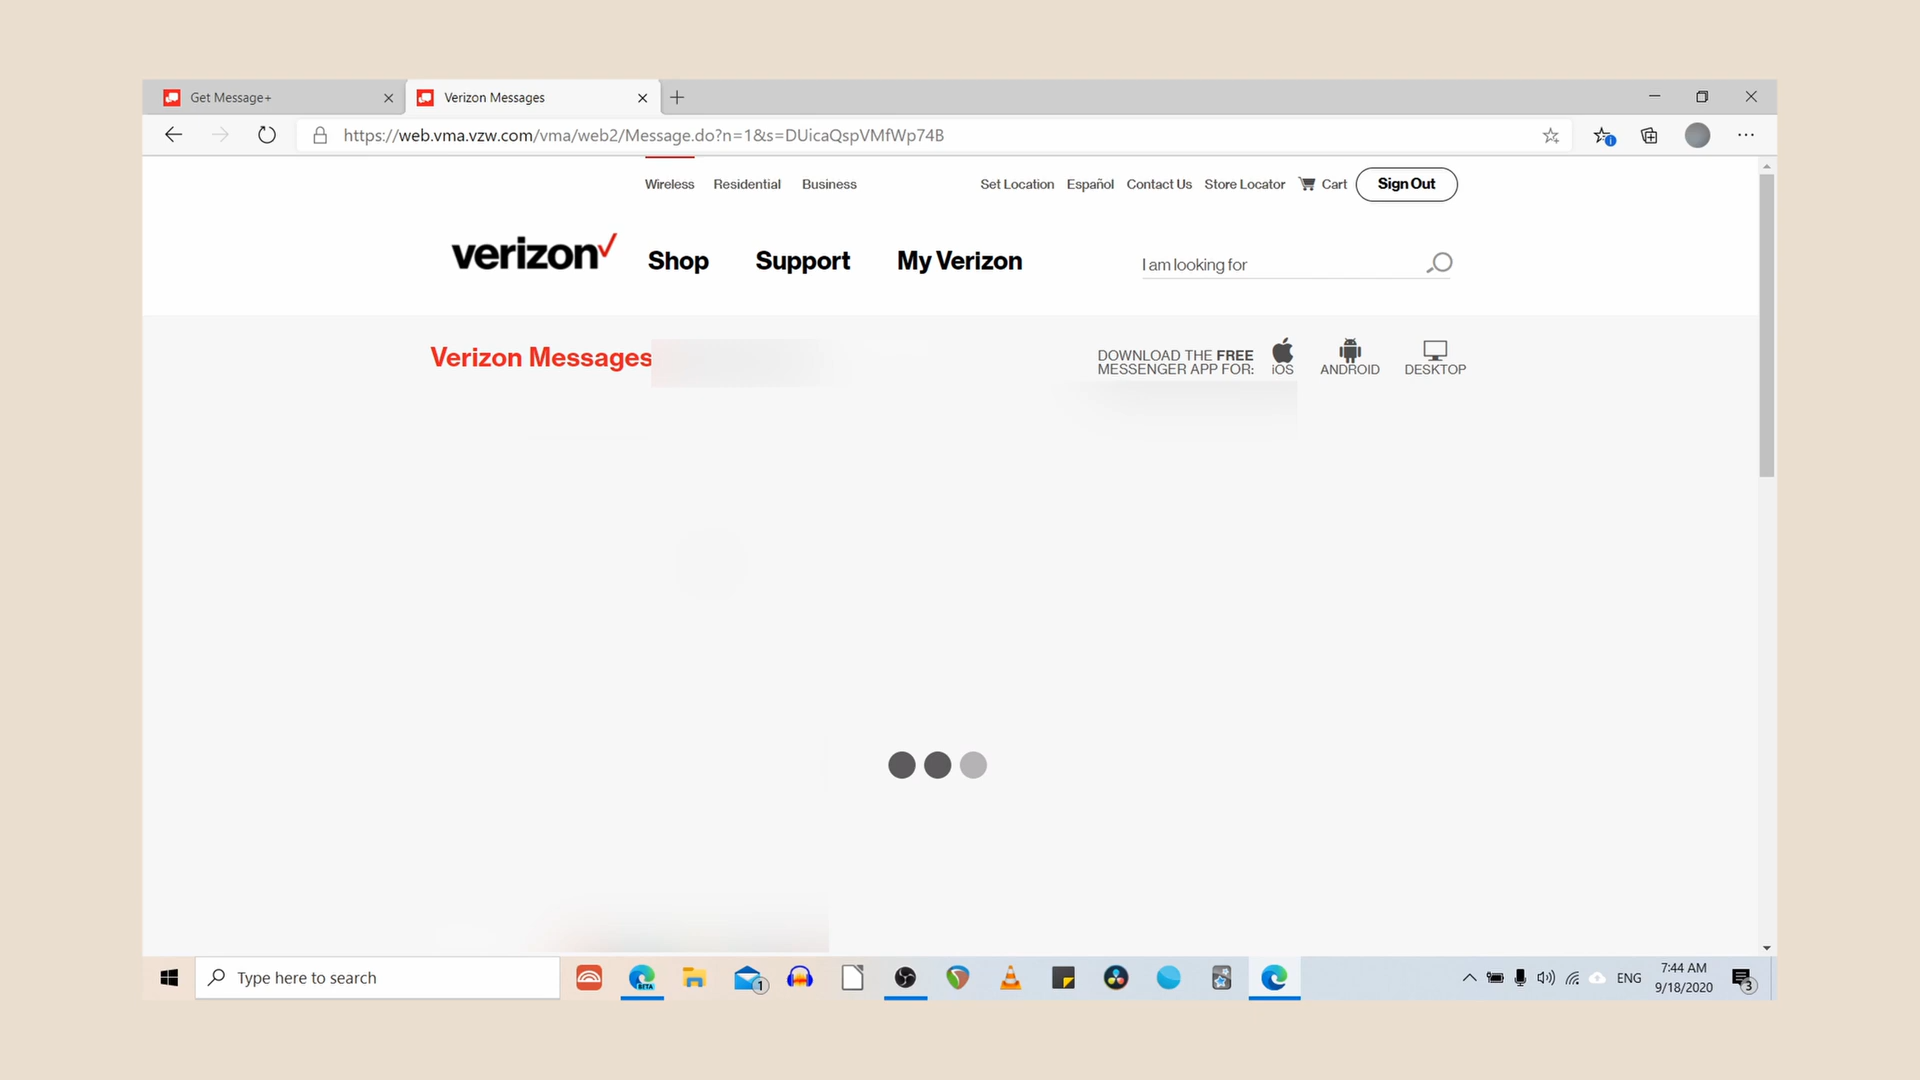 Get Message+
Verizon Messages
https://web.vma.vzw.com/vma/web2/Message.do?n=1&s=DUicaQspVMfWp74B
Wireless Residential Business Set Location Español Contact Us Store Locator Cart Sign Out
verizon Shop Support My Verizon I am looking for
Verizon Messages
DOWNLOAD THE FREE
MESSENGER APP FOR:
iOS
ANDROID
DESKTOP
Type here to search
BETA
1
ENG
7:44 AM
9/18/2020
3